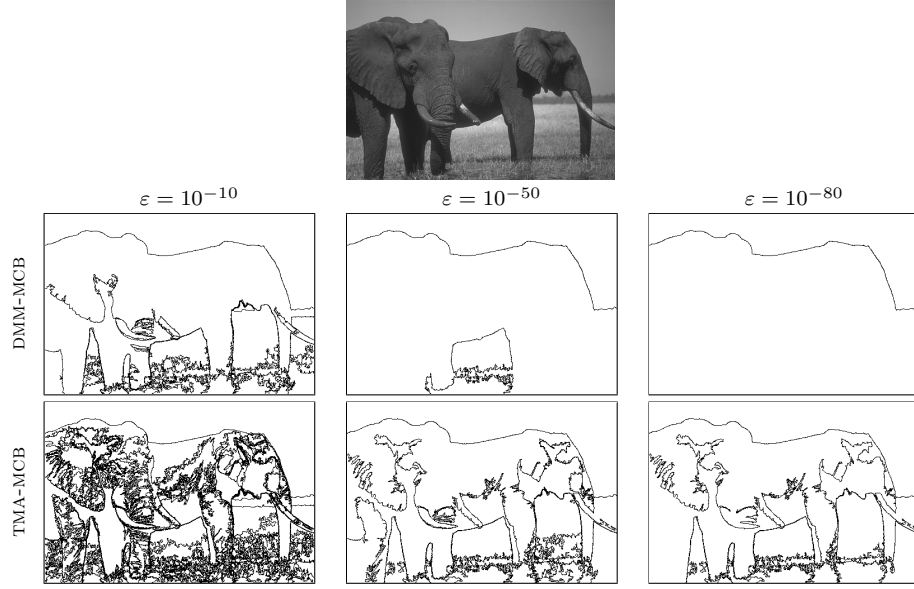 ε = 10⁻¹⁰ ε = 10⁻⁵⁰ ε = 10⁻⁸⁰
DMM–MCB
TMA–MCB